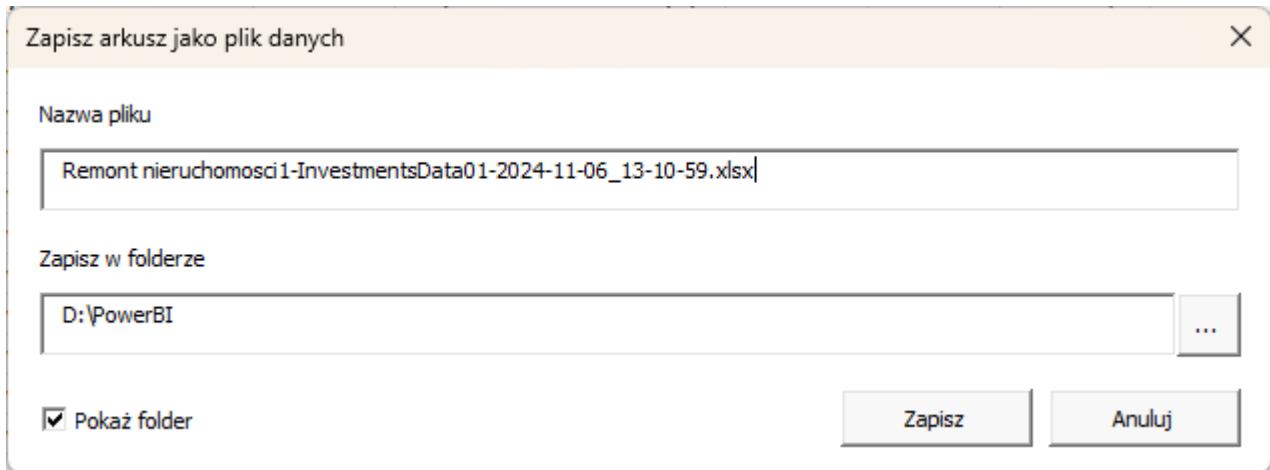 Zapisz arkusz jako plik danych
Nazwa pliku
Remont nieruchomosci1-InvestmentsData01-2024-11-06_13-10-59.xlsx
Zapisz w folderze
D:\PowerBI
...
Pokaż folder
Zapisz
Anuluj